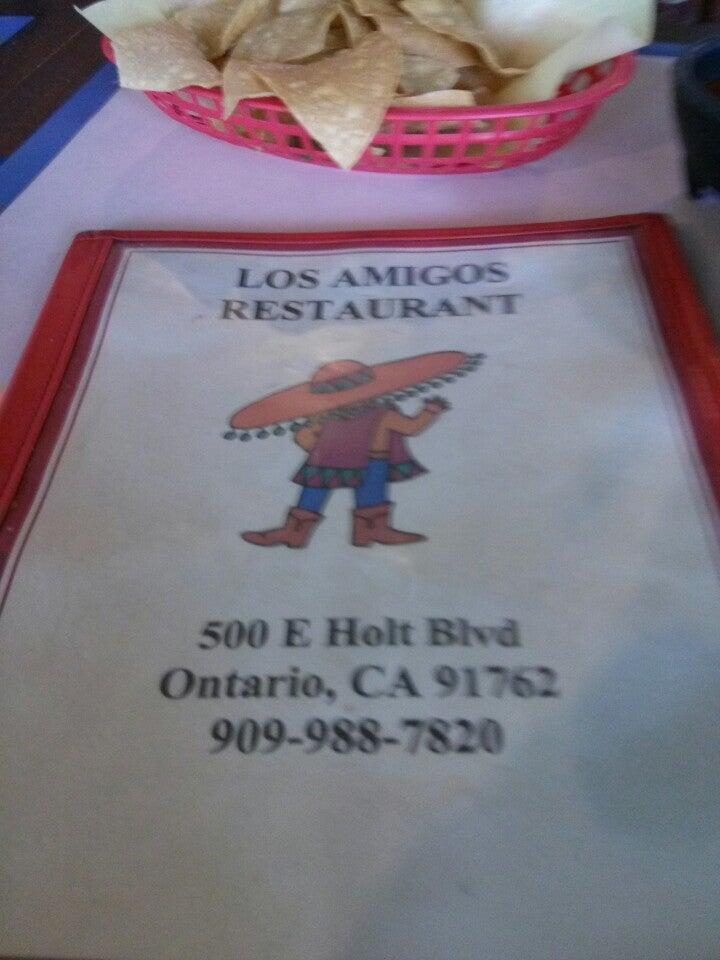 LOS AMIGOS
RESTAURANT
500 E Holt Blvd
Ontario, CA 91762
909-988-7820